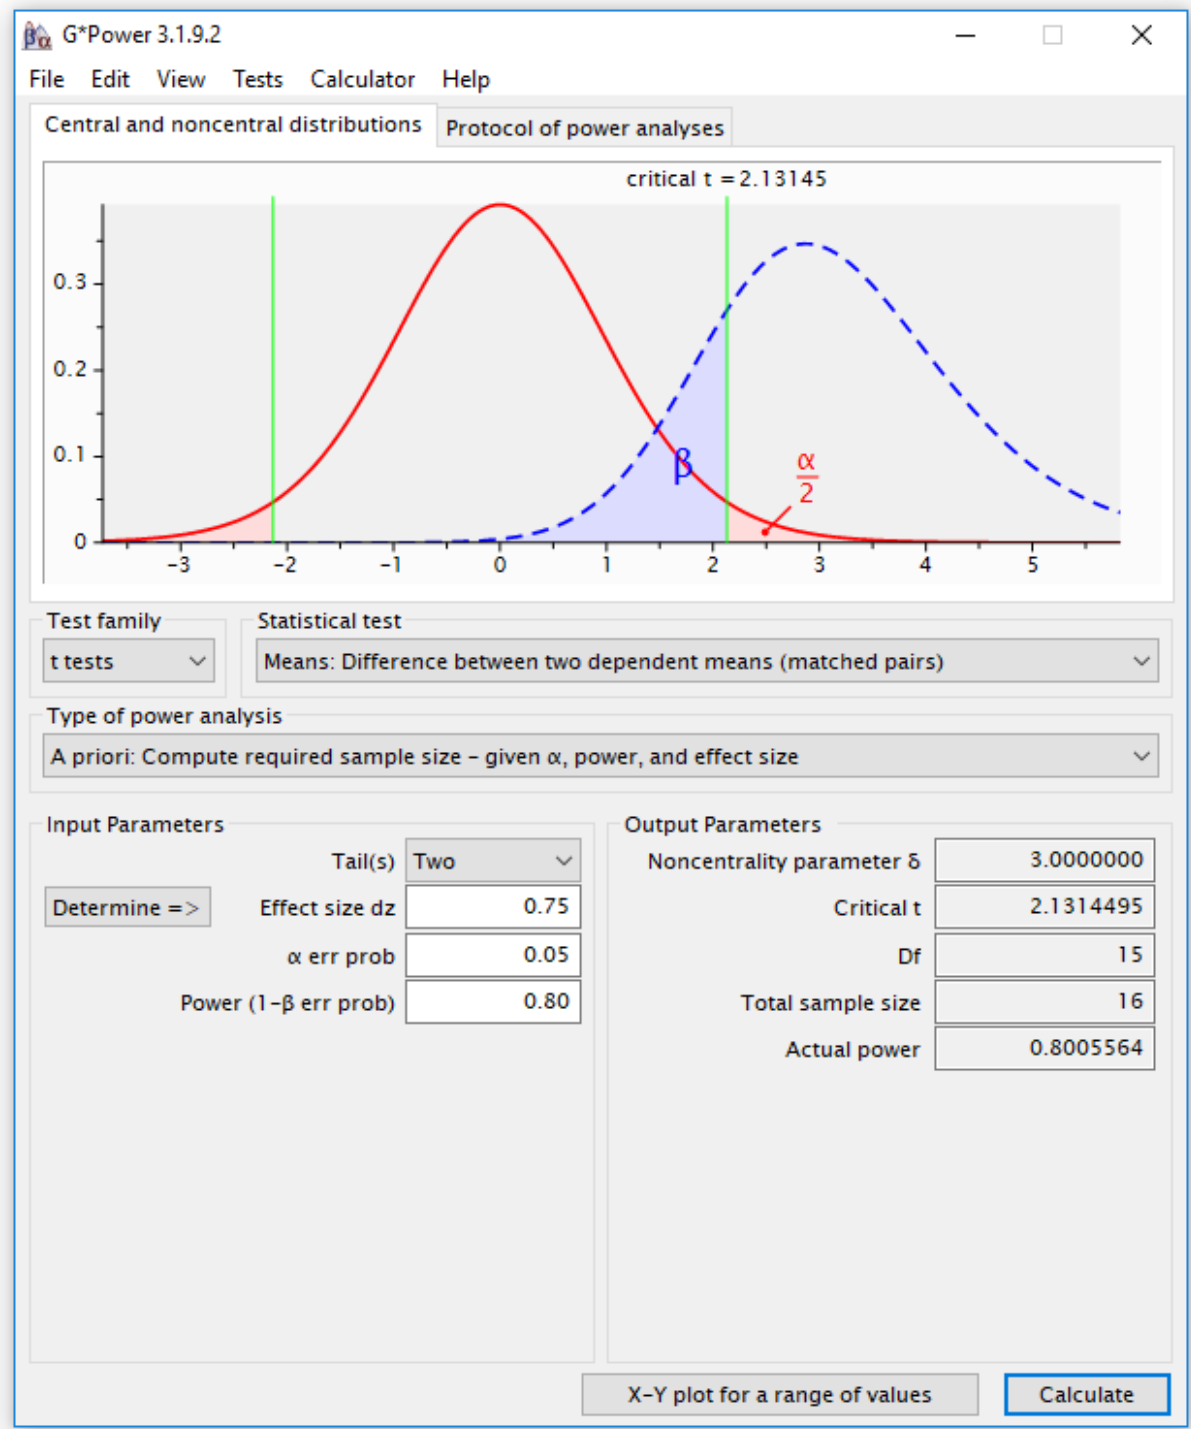 G*Power 3.1.9.2
File Edit View Tests Calculator Help
Central and noncentral distributions Protocol of power analyses
critical t = 2.13145
0.3
0.2
0.1
0
β
α
2
-3 -2 -1 0 1 2 3 4 5
Test family Statistical test
t tests Means: Difference between two dependent means (matched pairs)
Type of power analysis
A priori: Compute required sample size - given α, power, and effect size
Input Parameters
Tail(s) Two
Determine => Effect size dz 0.75
α err prob 0.05
Power (1-β err prob) 0.80
Output Parameters
Noncentrality parameter δ 3.0000000
Critical t 2.1314495
Df 15
Total sample size 16
Actual power 0.8005564
X-Y plot for a range of values Calculate